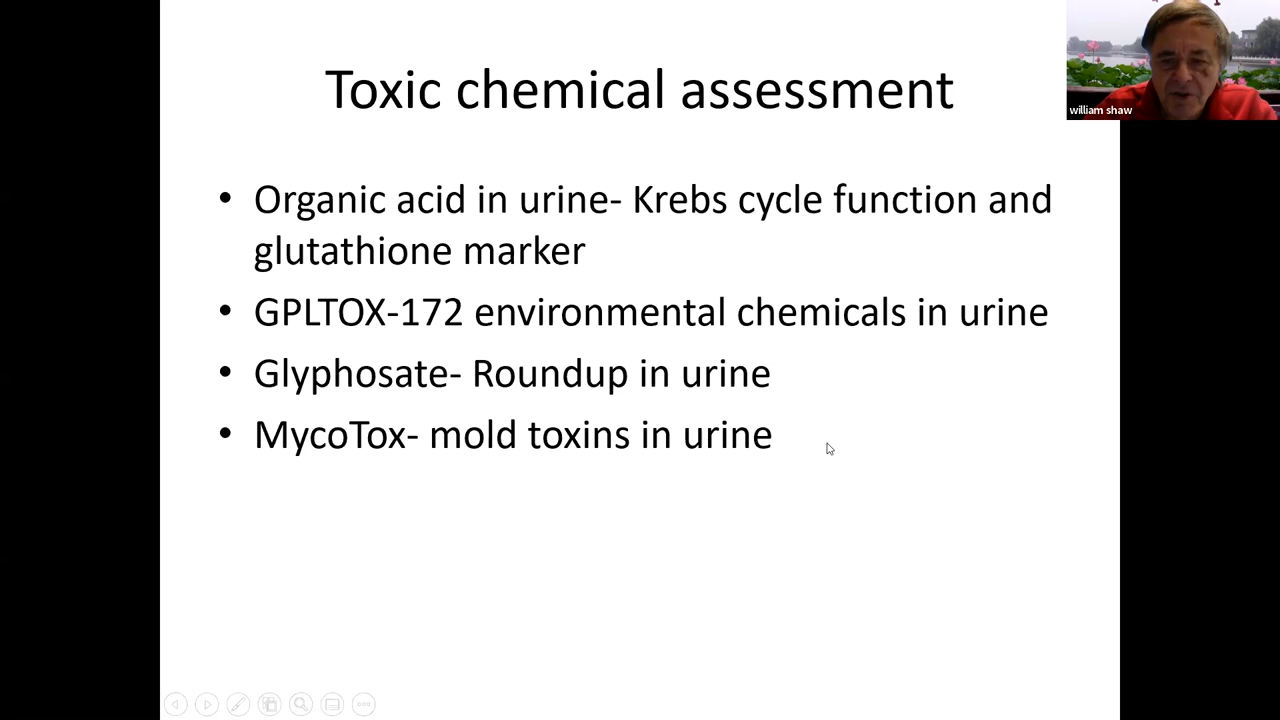 Toxic chemical assessment
william shaw
• Organic acid in urine- Krebs cycle function and
glutathione marker
• GPLTOX-172 environmental chemicals in urine
• Glyphosate- Roundup in urine
• MycoTox- mold toxins in urine